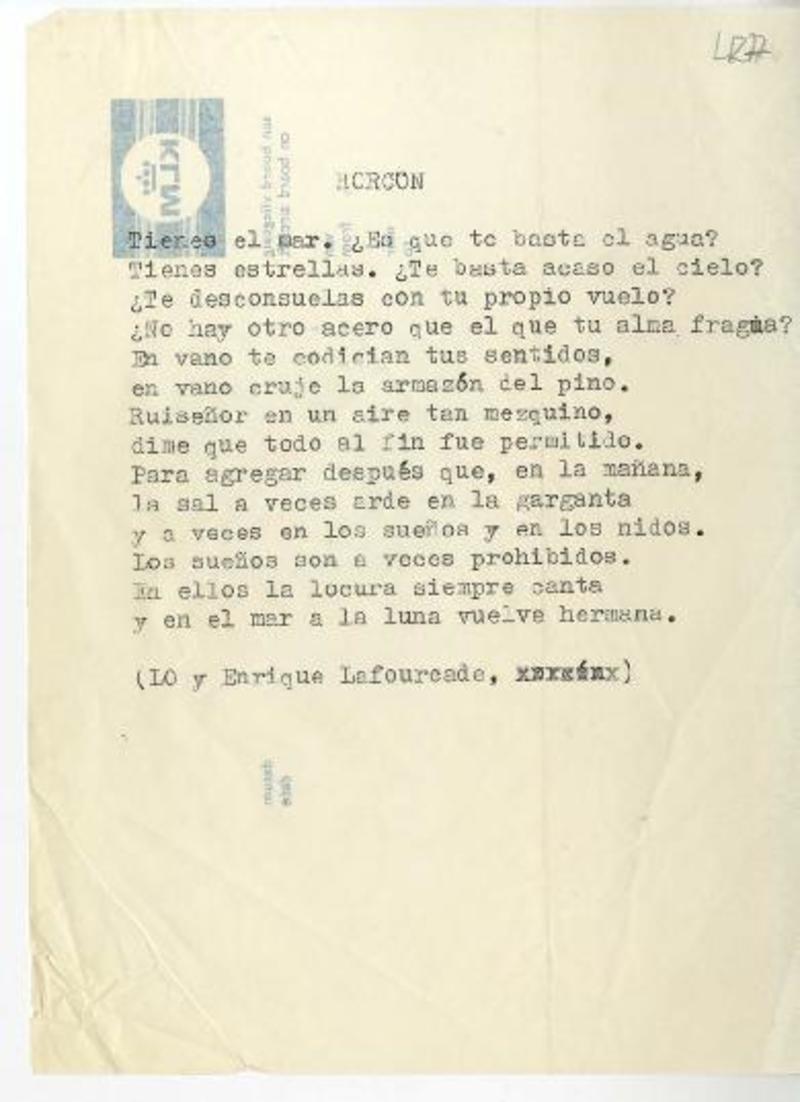 KLM
HORCON
Tienes el mar. ¿Es que te basta el agua?
Tienes estrellas. ¿Te basta acaso el cielo?
¿Te desconsuelas con tu propio vuelo?
¿No hay otro acero que el que tu alma fragua?
En vano te codician tus sentidos,
en vano cruje la armazón del pino.
Ruiseñor en un aire tan mezquino,
dime que todo al fin fue permitido.
Para agregar después que, en la mañana,
la sal a veces arde en la garganta
y a veces en los sueños y en los nidos.
Los sueños son a veces prohibidos.
En ellos la locura siempre canta
y en el mar a la luna vuelve hermana.
(LO y Enrique Lafourcade, )
datum
date